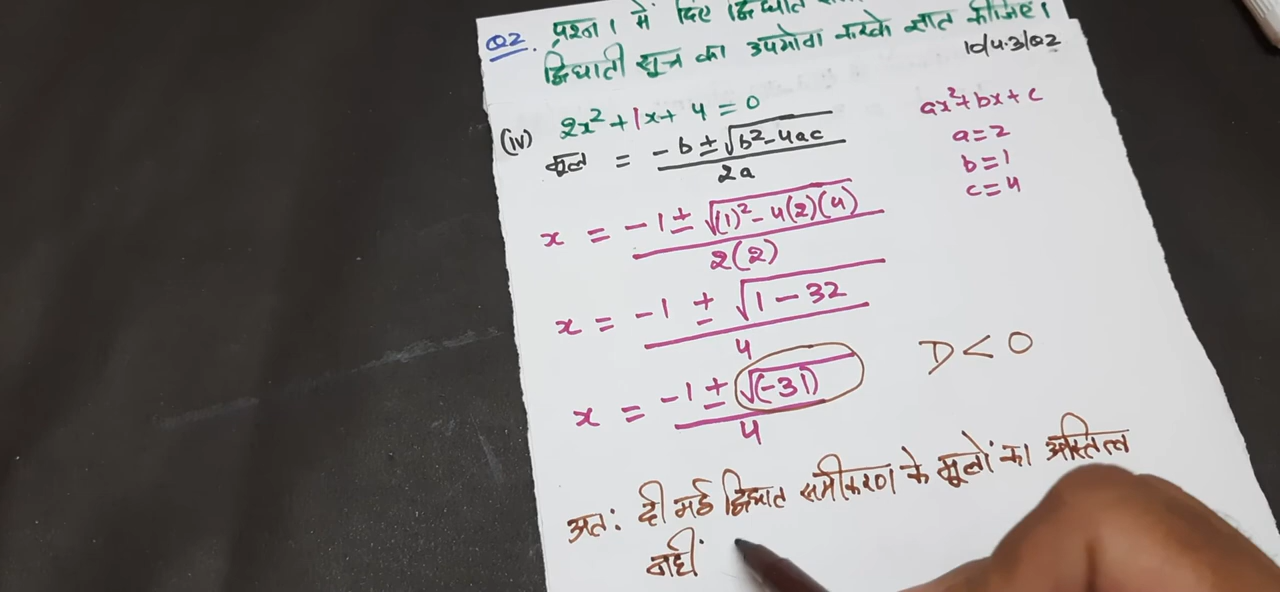 Q2. प्रश्न 1 में दिए द्विघात
द्विघाती सूत्र का उपयोग करके ज्ञात कीजिए।
10/4.3/Q2
(iv) 2x² + 1x + 4 = 0
ax² + bx + c
मूल = -b ± √b² - 4ac / 2a
a = 2
b = 1
c = 4
x = -1 ± √(1)² - 4(2)(4) / 2(2)
x = -1 ± √1 - 32 / 4
x = -1 ± √(-31) / 4
D < 0
अतः दी गई द्विघात समीकरण के मूलों का अस्तित्व
नहीं